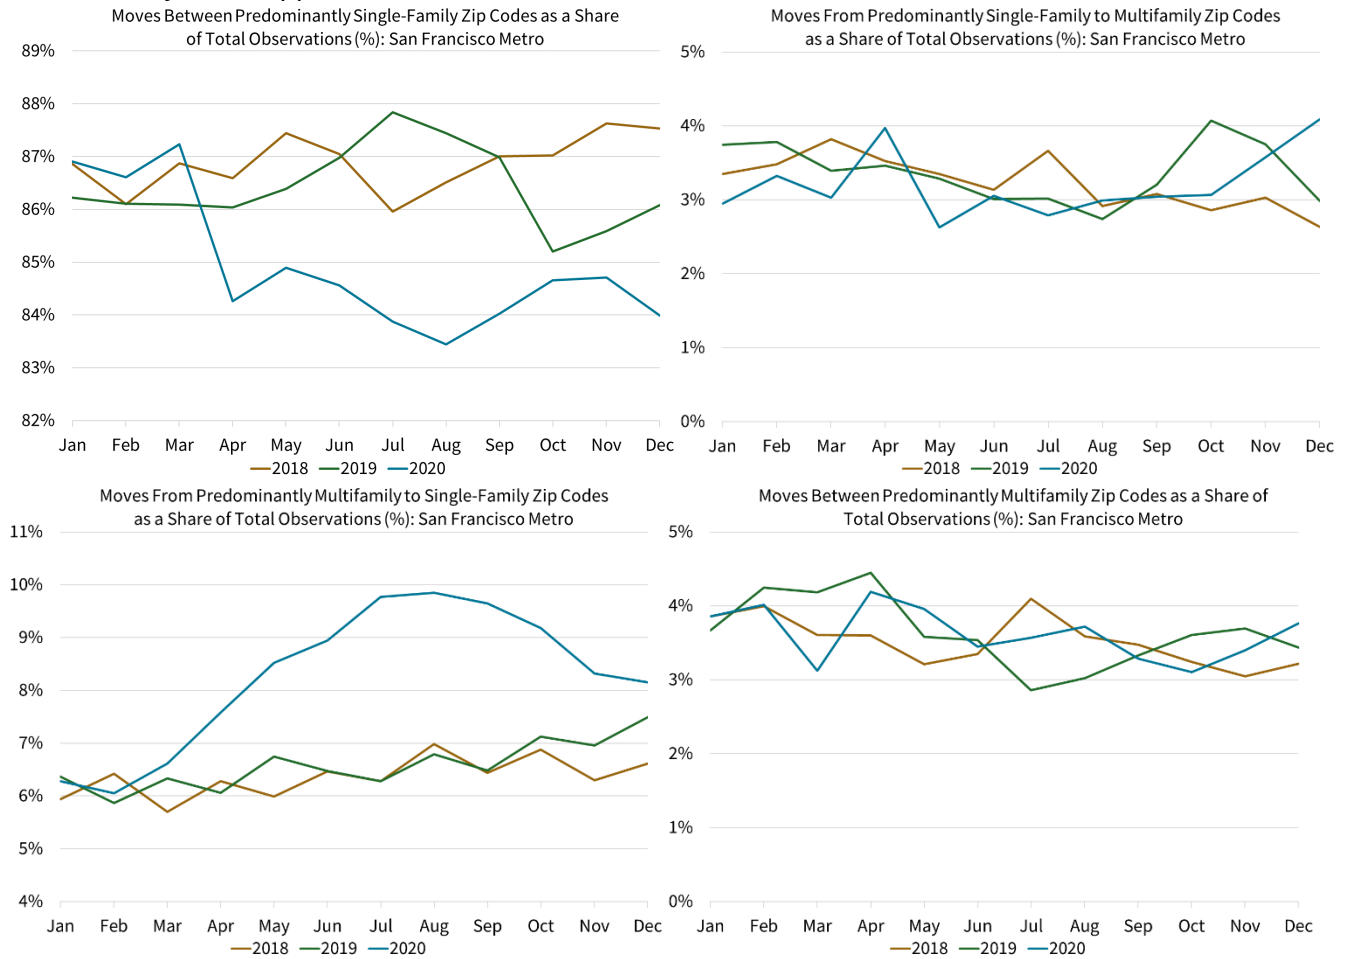 Moves Between Predominantly Single-Family Zip Codes as a Share
of Total Observations (%): San Francisco Metro
89%
88%
87%
86%
85%
84%
83%
82%
Jan Feb Mar Apr May Jun Jul Aug Sep Oct Nov Dec
2018 2019 2020
Moves From Predominantly Single-Family to Multifamily Zip Codes
as a Share of Total Observations (%): San Francisco Metro
5%
4%
3%
2%
1%
0%
Jan Feb Mar Apr May Jun Jul Aug Sep Oct Nov Dec
2018 2019 2020
Moves From Predominantly Multifamily to Single-Family Zip Codes
as a Share of Total Observations (%): San Francisco Metro
11%
10%
9%
8%
7%
6%
5%
4%
Jan Feb Mar Apr May Jun Jul Aug Sep Oct Nov Dec
2018 2019 2020
Moves Between Predominantly Multifamily Zip Codes as a Share of
Total Observations (%): San Francisco Metro
5%
4%
3%
2%
1%
0%
Jan Feb Mar Apr May Jun Jul Aug Sep Oct Nov Dec
2018 2019 2020